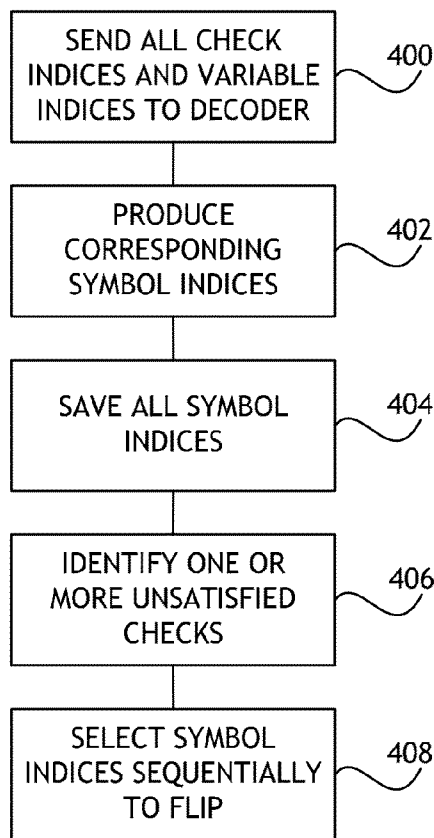 SEND ALL CHECK
INDICES AND VARIABLE
INDICES TO DECODER
400
PRODUCE
CORRESPONDING
SYMBOL INDICES
402
SAVE ALL SYMBOL
INDICES
404
IDENTIFY ONE OR
MORE UNSATISFIED
CHECKS
406
SELECT SYMBOL
INDICES SEQUENTIALLY
TO FLIP
408